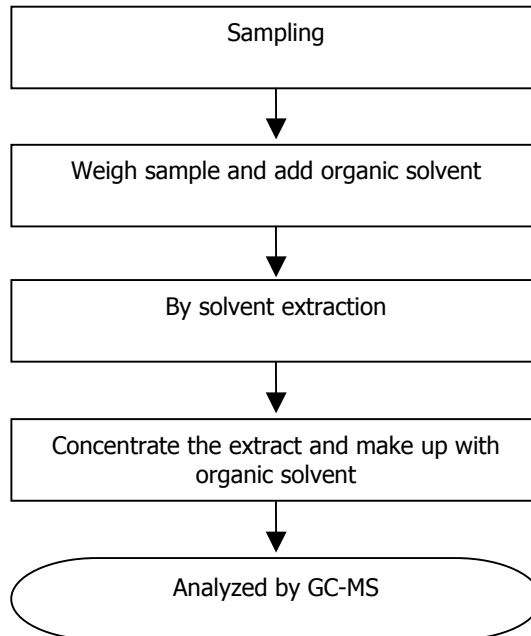 Sampling
Weigh sample and add organic solvent
By solvent extraction
Concentrate the extract and make up with
organic solvent
Analyzed by GC-MS